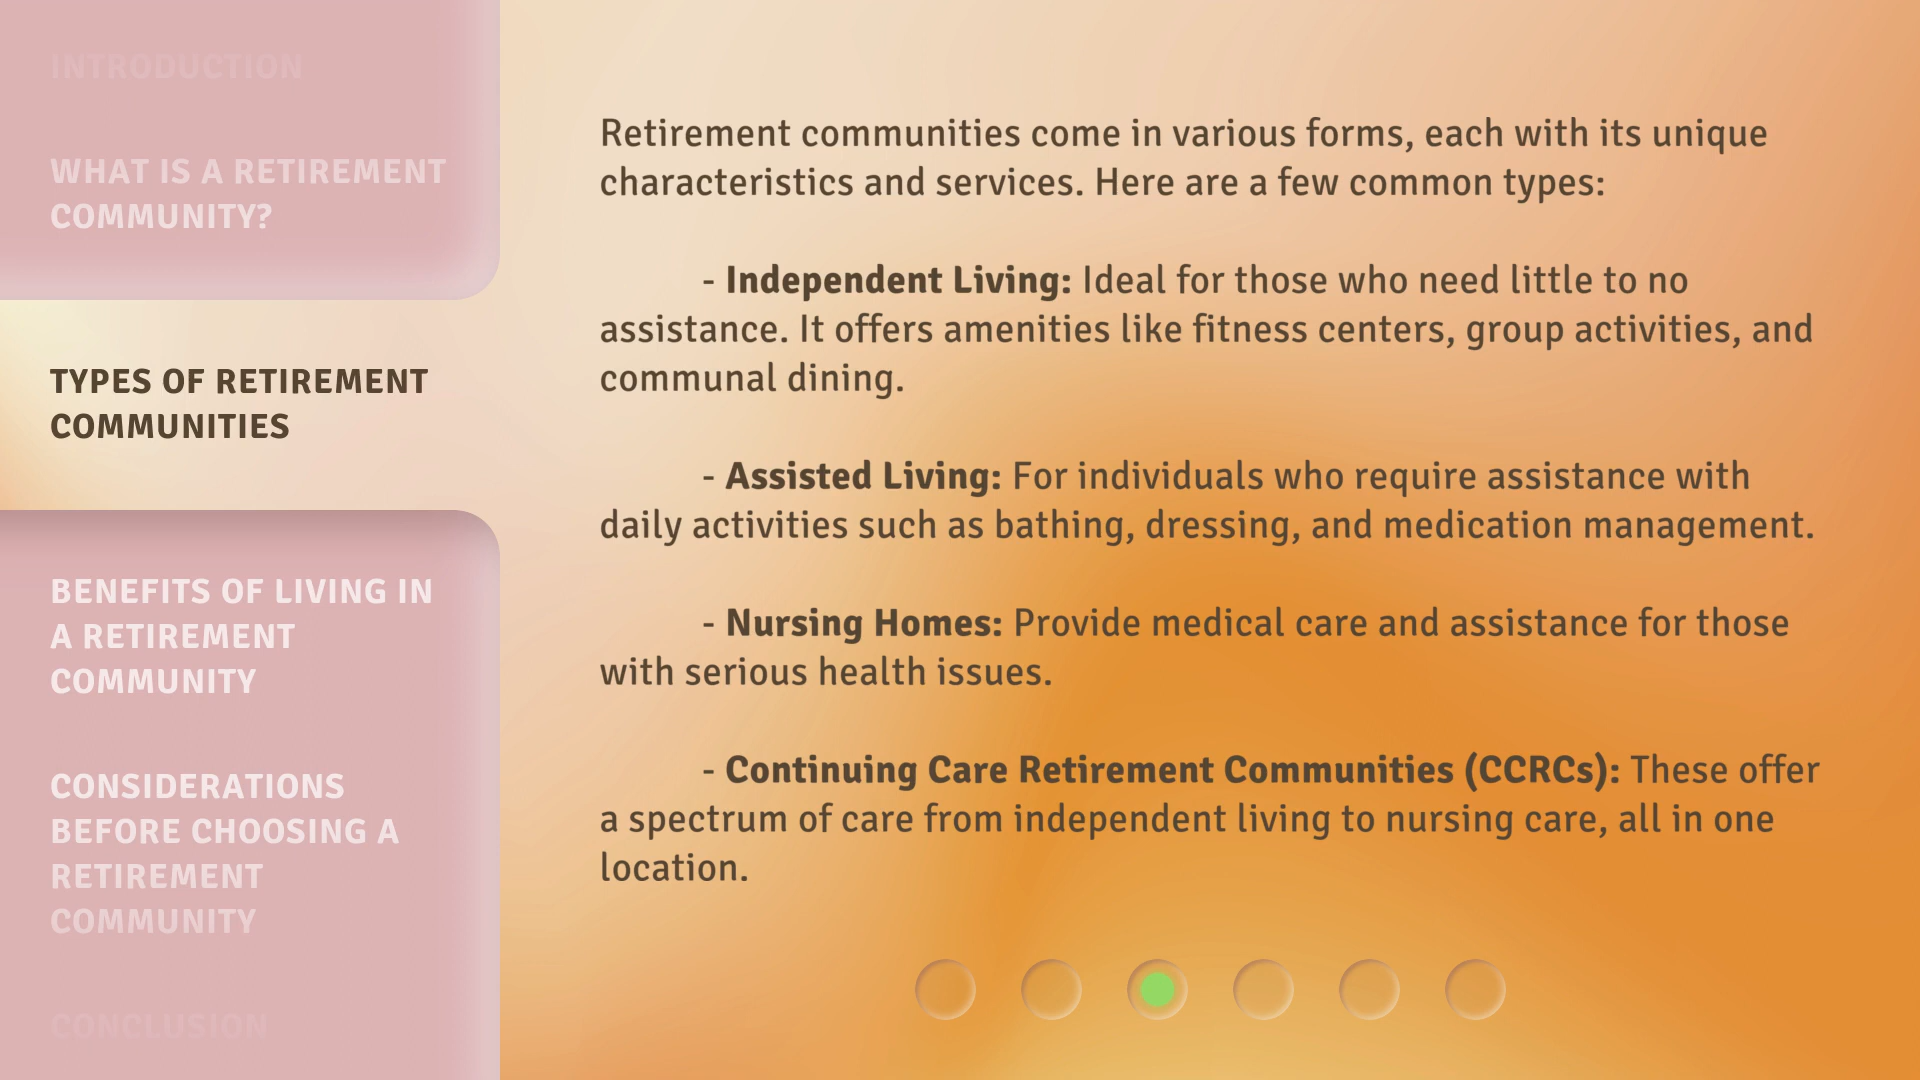 INTRODUCTION
WHAT IS A RETIREMENT
COMMUNITY?
TYPES OF RETIREMENT
COMMUNITIES
BENEFITS OF LIVING IN
A RETIREMENT
COMMUNITY
CONSIDERATIONS
BEFORE CHOOSING A
RETIREMENT
COMMUNITY
CONCLUSION
Retirement communities come in various forms, each with its unique
characteristics and services. Here are a few common types:
- Independent Living: Ideal for those who need little to no
assistance. It offers amenities like fitness centers, group activities, and
communal dining.
- Assisted Living: For individuals who require assistance with
daily activities such as bathing, dressing, and medication management.
- Nursing Homes: Provide medical care and assistance for those
with serious health issues.
- Continuing Care Retirement Communities (CCRCs): These offer
a spectrum of care from independent living to nursing care, all in one
location.